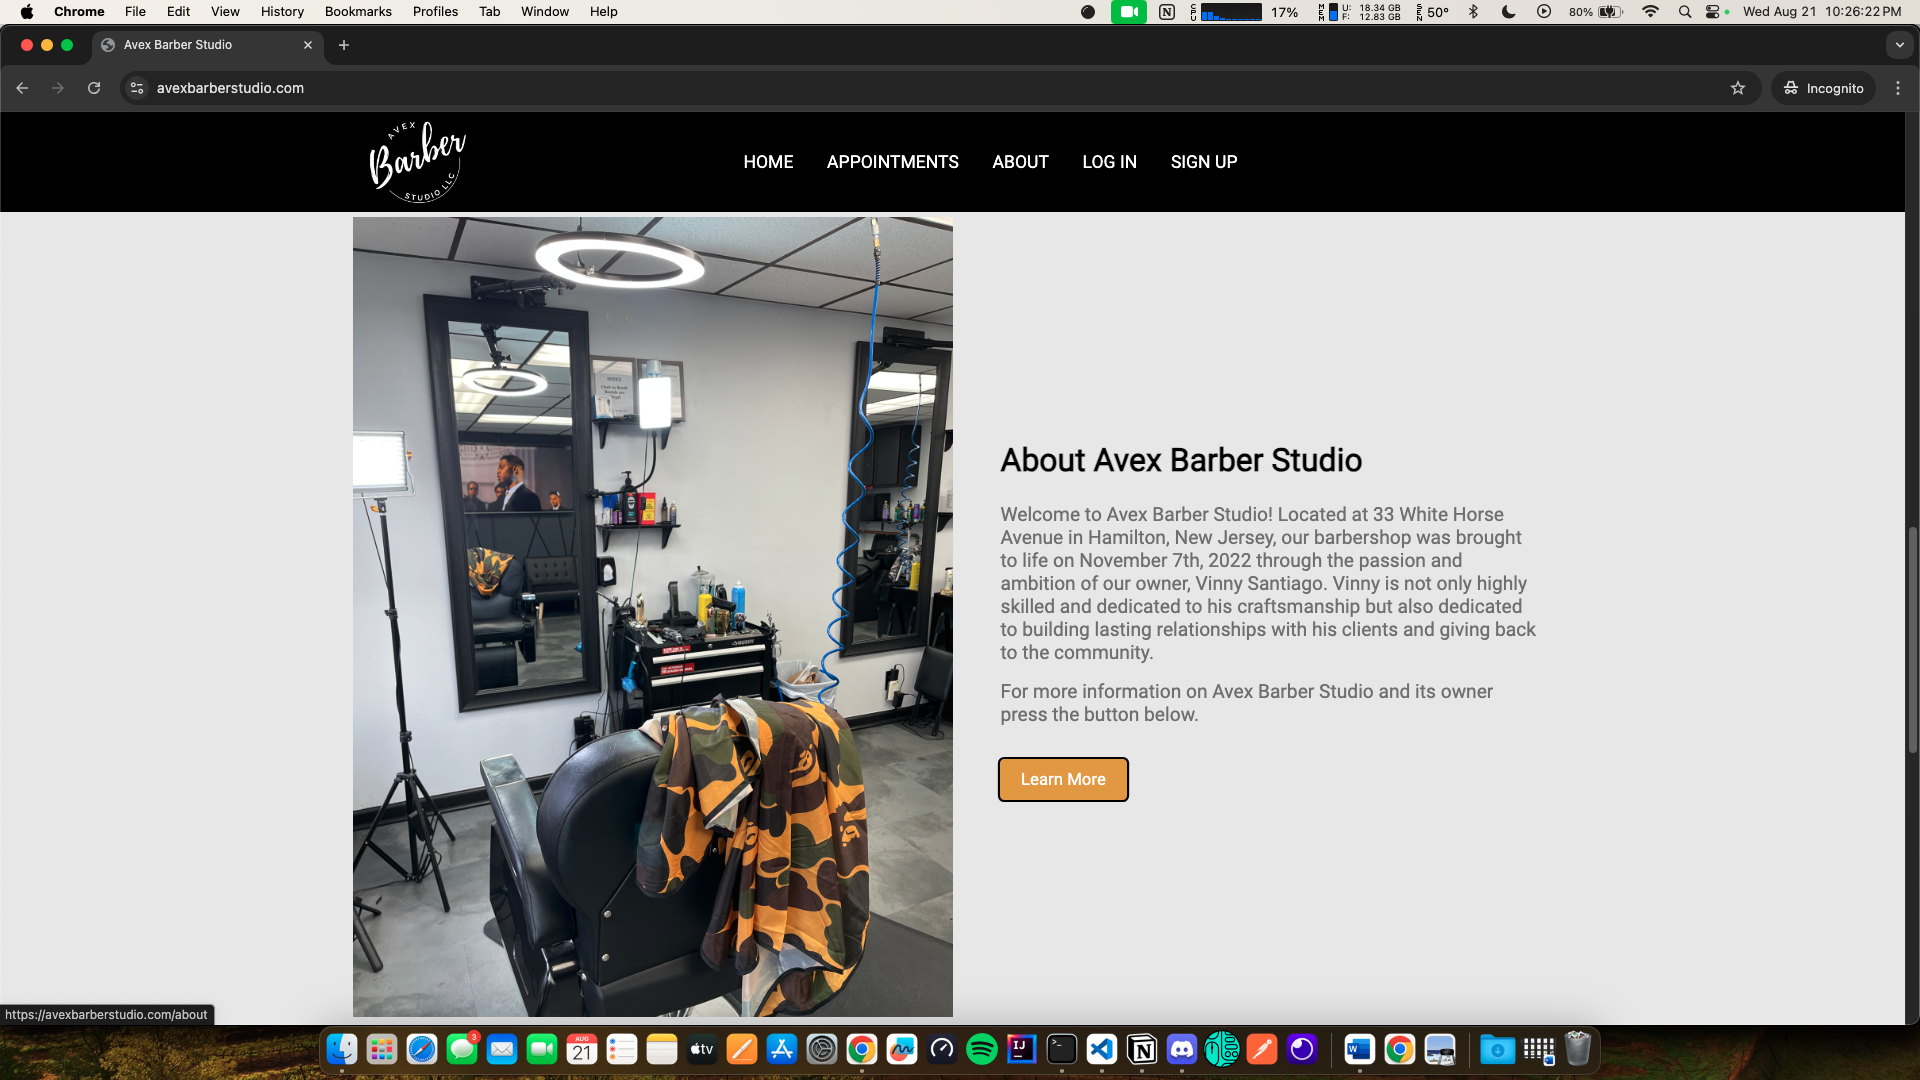 Chrome File Edit View History Bookmarks Profiles Tab Window Help
17% U: 18.34 GB F: 12.83 GB 50° 80% Wed Aug 21 10:26:22 PM
Avex Barber Studio
avexbarberstudio.com
Incognito
AVEX
Barber
STUDIO LLC
HOME APPOINTMENTS ABOUT LOG IN SIGN UP
About Avex Barber Studio
Welcome to Avex Barber Studio! Located at 33 White Horse
Avenue in Hamilton, New Jersey, our barbershop was brought
to life on November 7th, 2022 through the passion and
ambition of our owner, Vinny Santiago. Vinny is not only highly
skilled and dedicated to his craftsmanship but also dedicated
to building lasting relationships with his clients and giving back
to the community.
For more information on Avex Barber Studio and its owner
press the button below.
Learn More
https://avexbarberstudio.com/about
3
AUG
21
tv
IJ